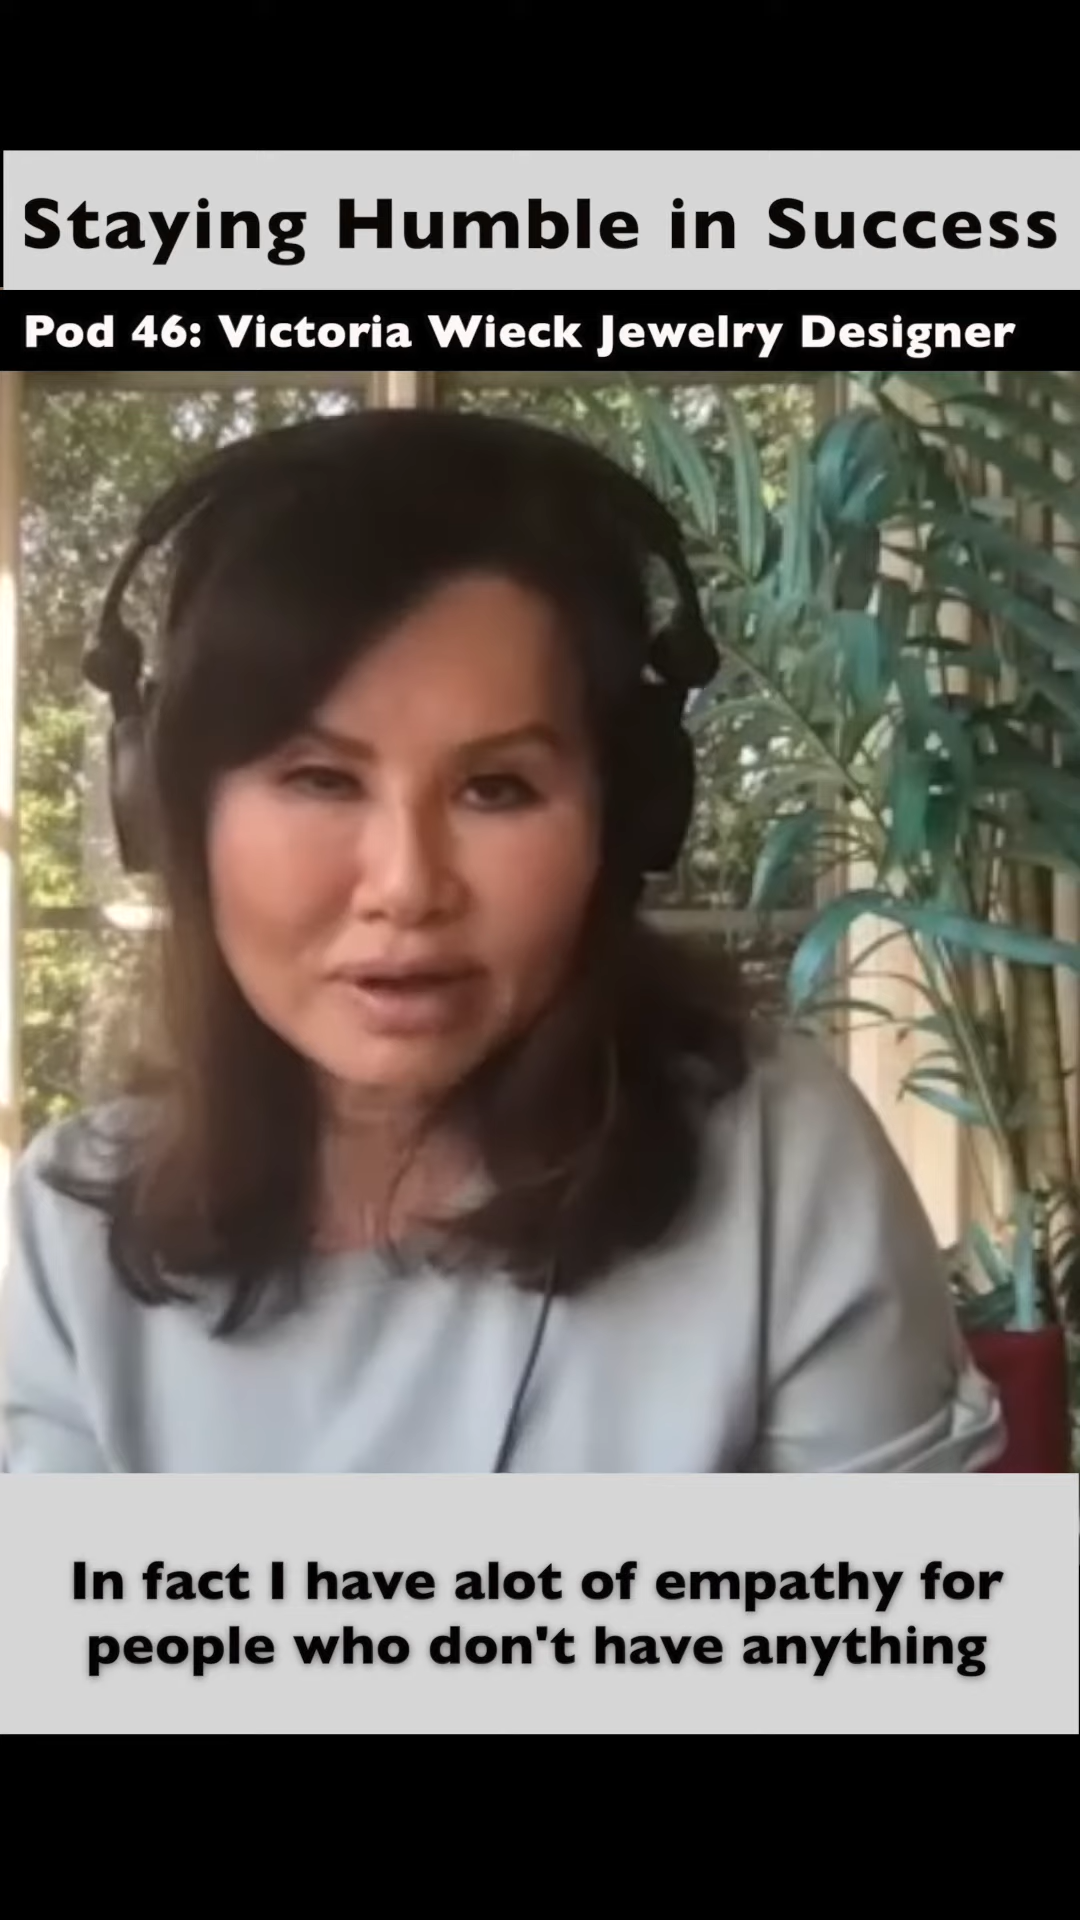 Staying Humble in Success
Pod 46: Victoria Wieck Jewelry Designer
In fact I have alot of empathy for
people who don't have anything